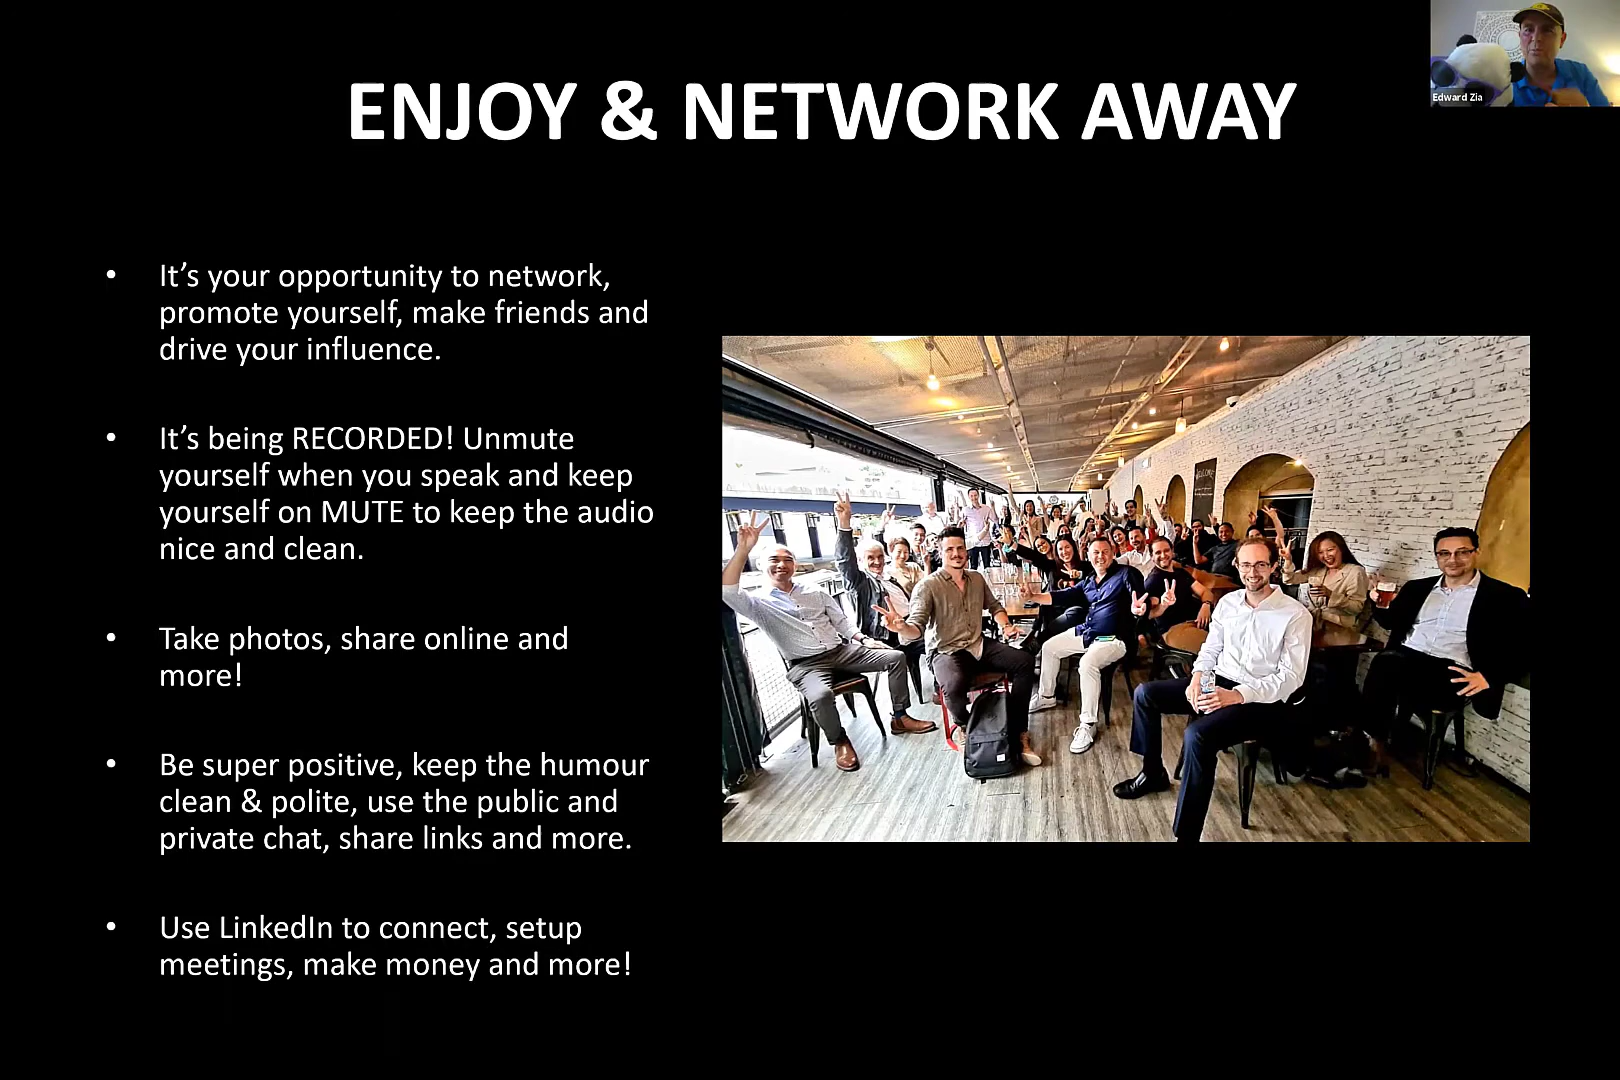 Edward Zia
ENJOY & NETWORK AWAY
• It’s your opportunity to network,
promote yourself, make friends and
drive your influence.
• It’s being RECORDED! Unmute
yourself when you speak and keep
yourself on MUTE to keep the audio
nice and clean.
• Take photos, share online and
more!
• Be super positive, keep the humour
clean & polite, use the public and
private chat, share links and more.
• Use LinkedIn to connect, setup
meetings, make money and more!